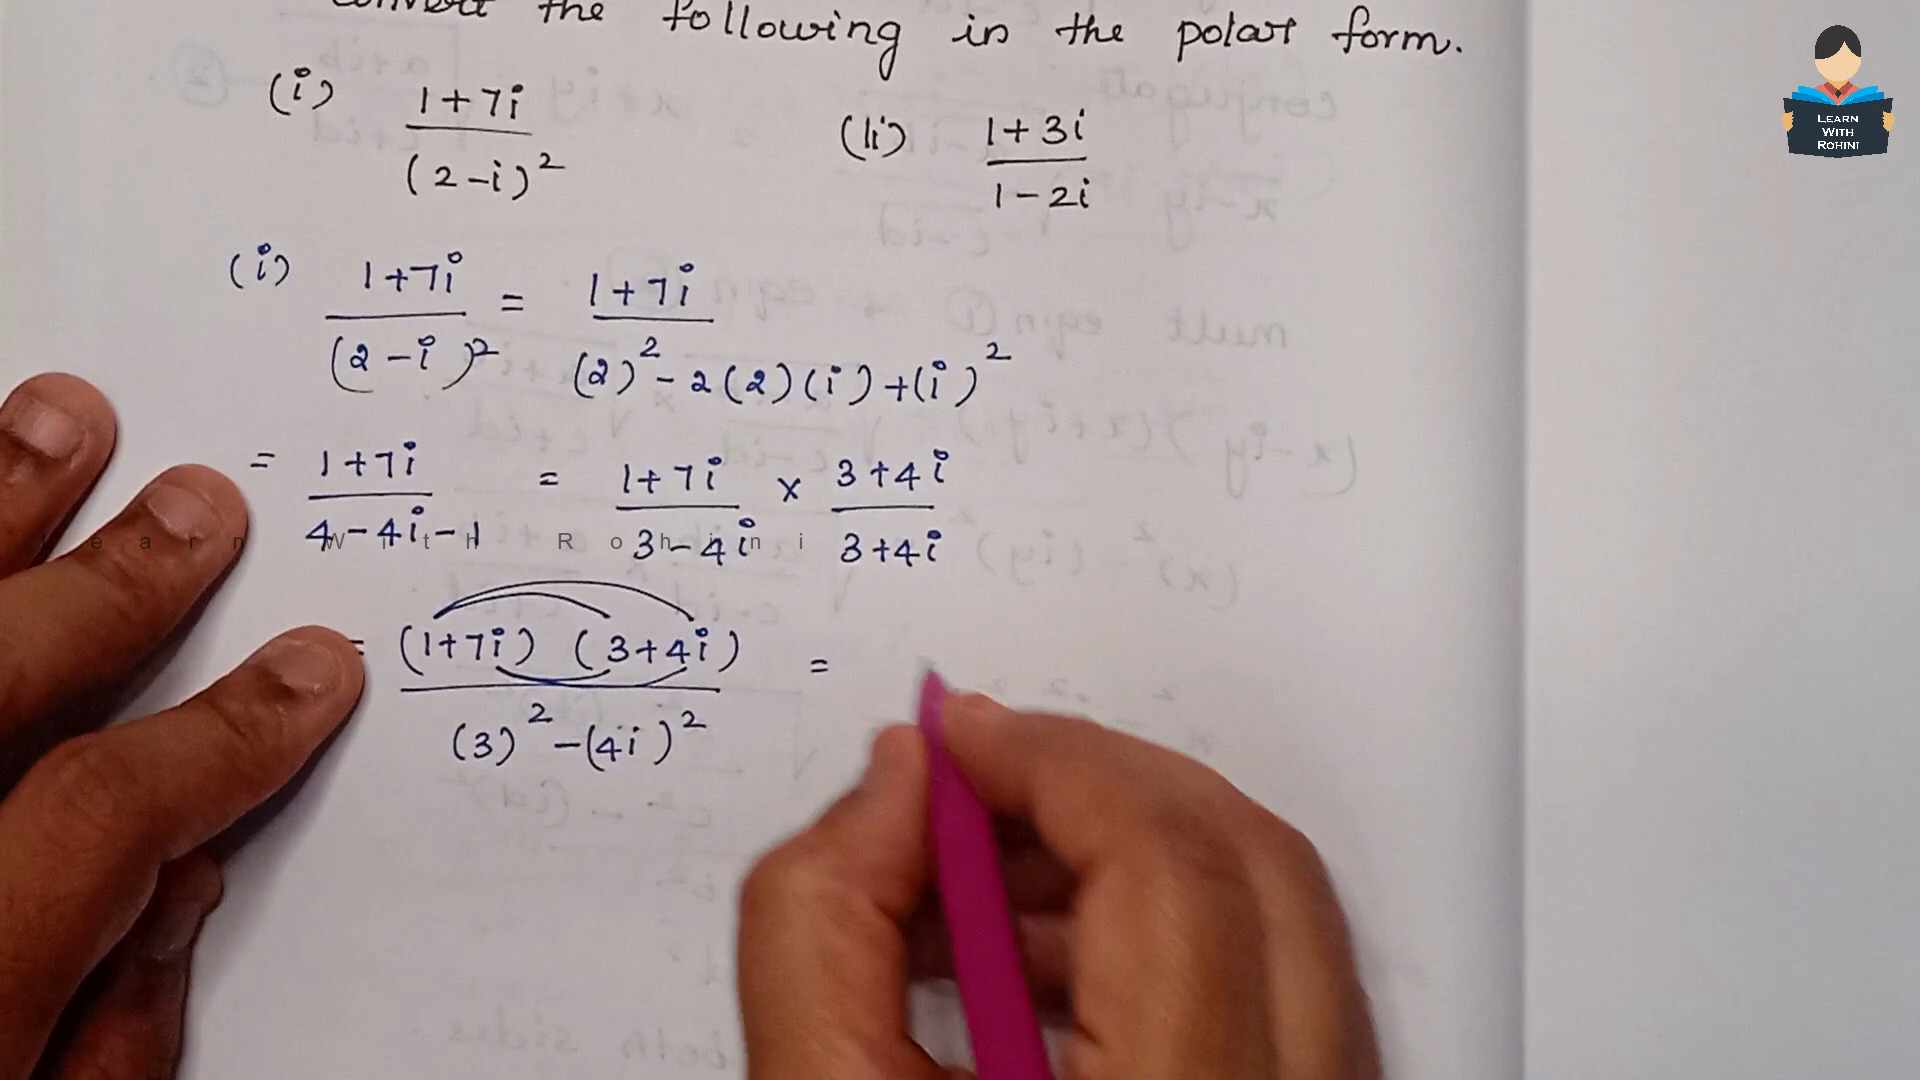 convert the following in the polar form.
(i) 1+7i / (2-i)² (ii) 1+3i / 1-2i
(i) 1+7i / (2-i)² = 1+7i / (2)² - 2(2)(i) + (i)²
= 1+7i / 4-4i-1 = 1+7i / 3-4i × 3+4i / 3+4i
= (1+7i) (3+4i) / (3)² - (4i)² =
Learn With Rohini
LEARN
WITH
ROHINI